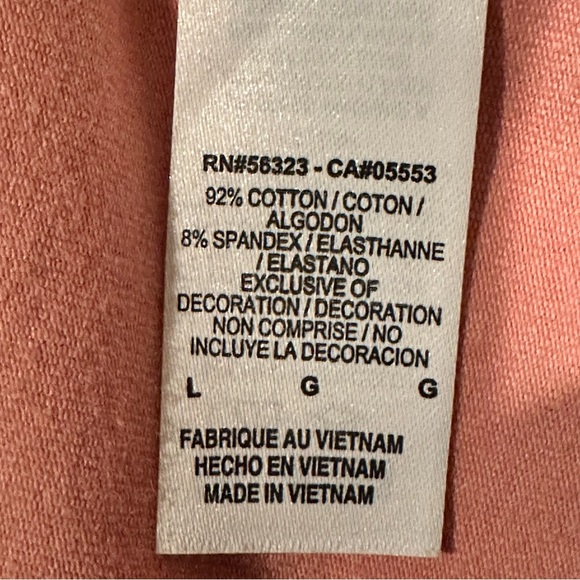 RN#56323 - CA#05553
92% COTTON / COTON /
ALGODON
8% SPANDEX / ELASTHANNE
/ ELASTANO
EXCLUSIVE OF
DECORATION / DECORATION
NON COMPRISE / NO
INCLUYE LA DECORACION
L G G
FABRIQUE AU VIETNAM
HECHO EN VIETNAM
MADE IN VIETNAM